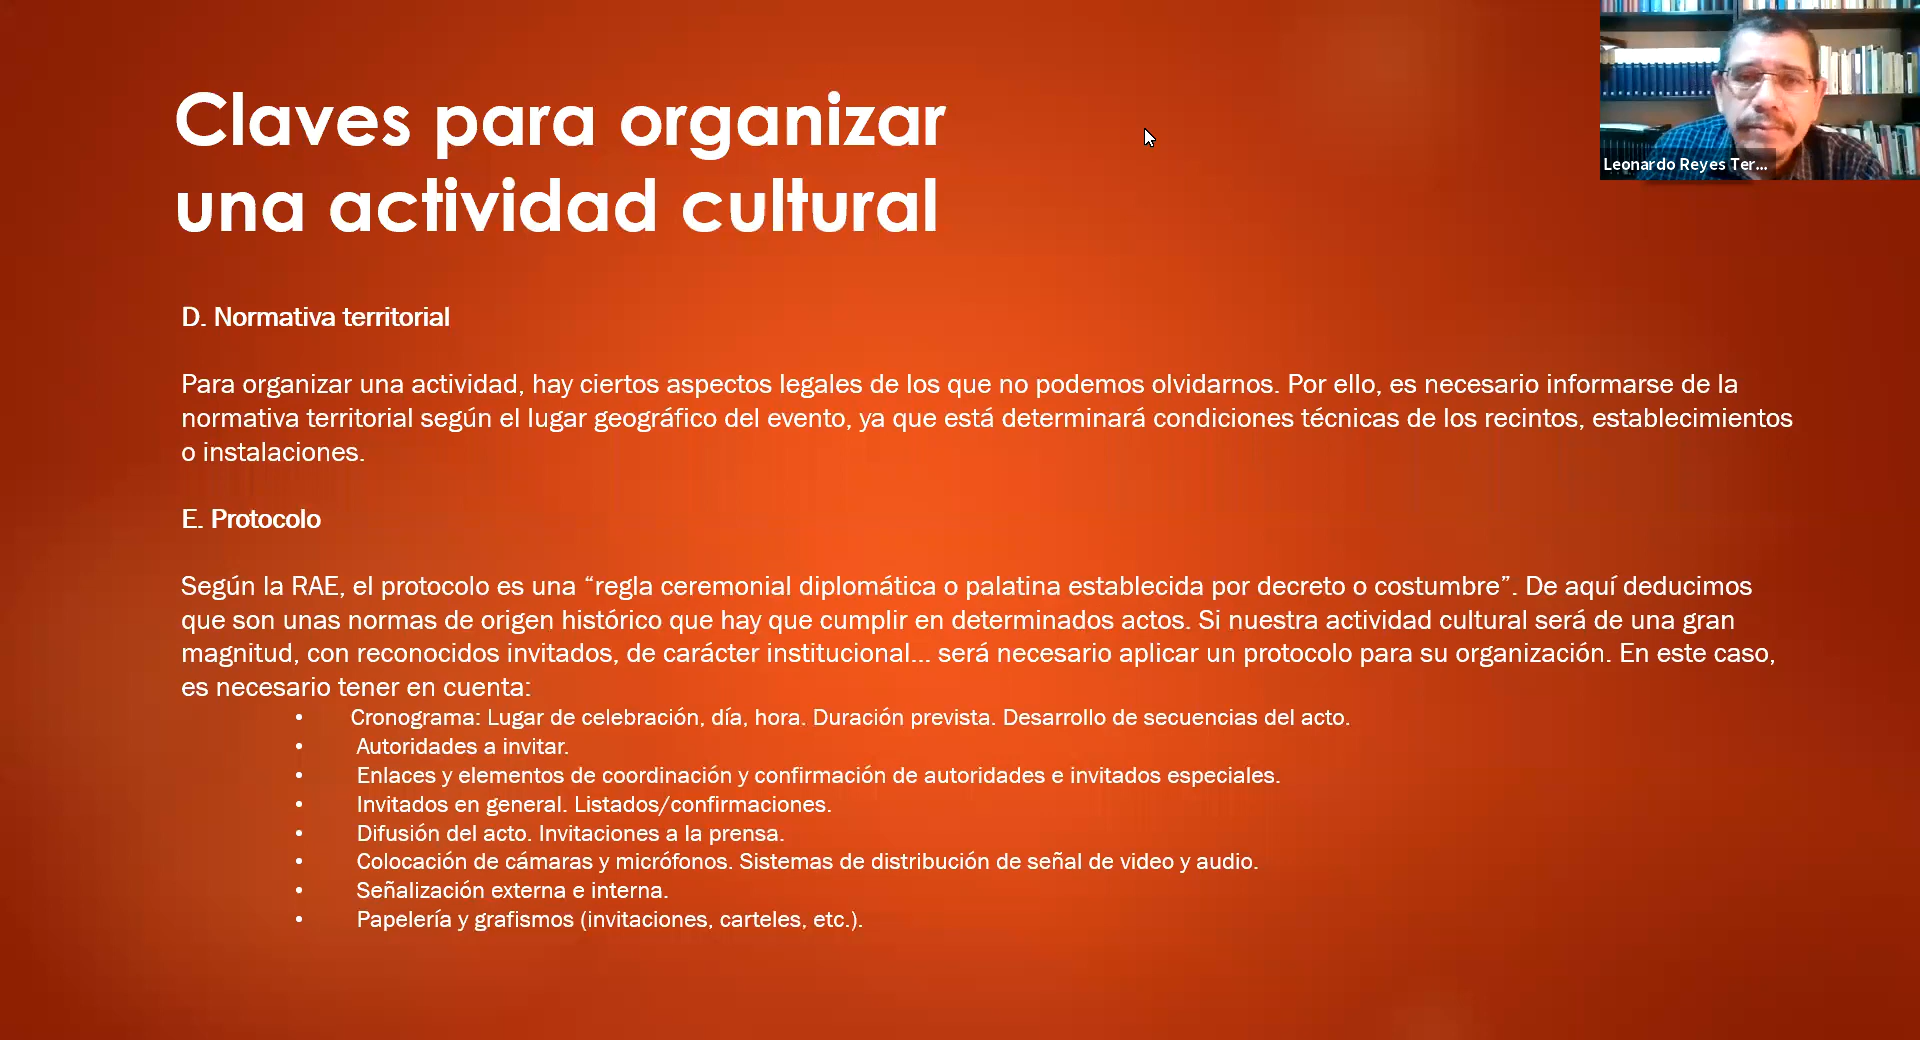 Claves para organizar
una actividad cultural
Leonardo Reyes Ter...
D. Normativa territorial
Para organizar una actividad, hay ciertos aspectos legales de los que no podemos olvidarnos. Por ello, es necesario informarse de la
normativa territorial según el lugar geográfico del evento, ya que está determinará condiciones técnicas de los recintos, establecimientos
o instalaciones.
E. Protocolo
Según la RAE, el protocolo es una “regla ceremonial diplomática o palatina establecida por decreto o costumbre”. De aquí deducimos
que son unas normas de origen histórico que hay que cumplir en determinados actos. Si nuestra actividad cultural será de una gran
magnitud, con reconocidos invitados, de carácter institucional... será necesario aplicar un protocolo para su organización. En este caso,
es necesario tener en cuenta:
• Cronograma: Lugar de celebración, día, hora. Duración prevista. Desarrollo de secuencias del acto.
• Autoridades a invitar.
• Enlaces y elementos de coordinación y confirmación de autoridades e invitados especiales.
• Invitados en general. Listados/confirmaciones.
• Difusión del acto. Invitaciones a la prensa.
• Colocación de cámaras y micrófonos. Sistemas de distribución de señal de video y audio.
• Señalización externa e interna.
• Papelería y grafismos (invitaciones, carteles, etc.).